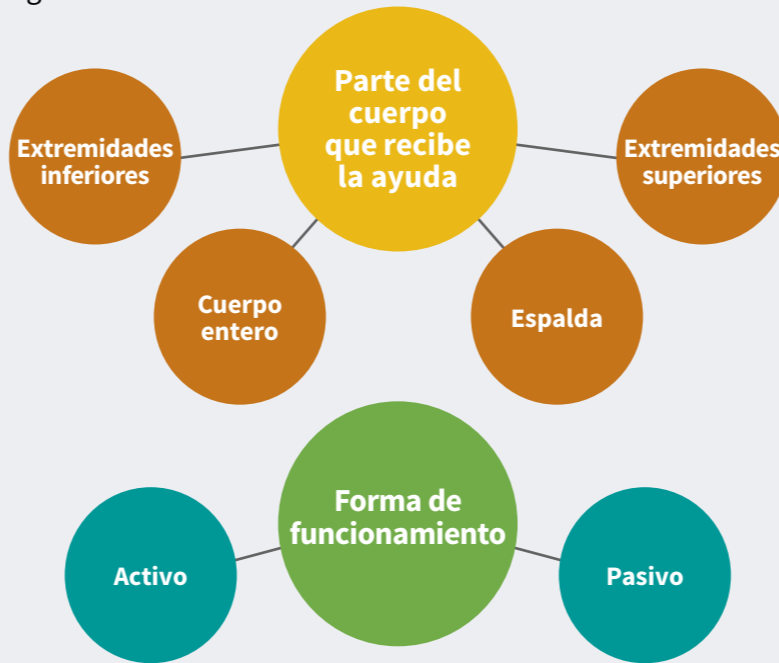 Parte del
cuerpo
que recibe
la ayuda
Extremidades
inferiores
Extremidades
superiores
Cuerpo
entero
Espalda
Forma de
funcionamiento
Activo
Pasivo